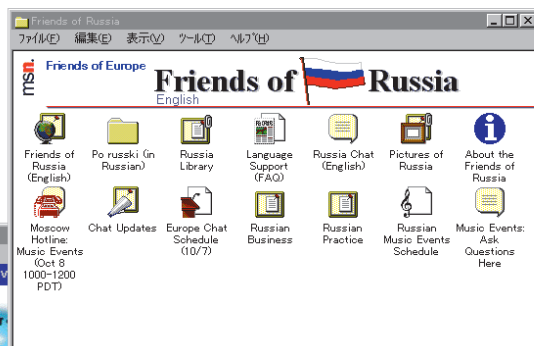 Friends of Russia
ファイル(F) 編集(E) 表示(V) ツール(T) ヘルプ(H)
msn.
Friends of Europe
Friends of Russia
English
Friends of
Russia
(English)
Po russki (in
Russian)
Russia
Library
Language
Support
(FAQ)
Russia Chat
(English)
Pictures of
Russia
About the
Friends of
Russia
Moscow
Hotline:
Music Events
(Oct 8
1000-1200
PDT)
Chat Updates
Europe Chat
Schedule
(10/7)
Russian
Business
Russian
Practice
Russian
Music Events
Schedule
Music Events:
Ask
Questions
Here